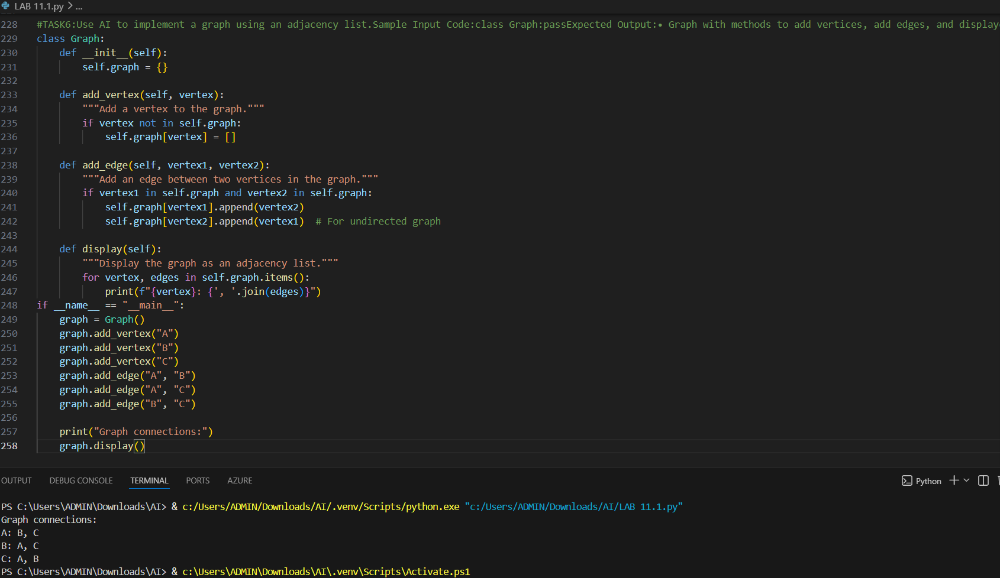 LAB 11.1.py > ...
228 #TASK6:Use AI to implement a graph using an adjacency list.Sample Input Code:class Graph:passExpected Output:• Graph with methods to add vertices, add edges, and display
229 class Graph:
230     def __init__(self):
231         self.graph = {}
232
233     def add_vertex(self, vertex):
234         """Add a vertex to the graph."""
235         if vertex not in self.graph:
236             self.graph[vertex] = []
237
238     def add_edge(self, vertex1, vertex2):
239         """Add an edge between two vertices in the graph."""
240         if vertex1 in self.graph and vertex2 in self.graph:
241             self.graph[vertex1].append(vertex2)
242             self.graph[vertex2].append(vertex1)  # For undirected graph
243
244     def display(self):
245         """Display the graph as an adjacency list."""
246         for vertex, edges in self.graph.items():
247             print(f"{vertex}: {', '.join(edges)}")
248 if __name__ == "__main__":
249     graph = Graph()
250     graph.add_vertex("A")
251     graph.add_vertex("B")
252     graph.add_vertex("C")
253     graph.add_edge("A", "B")
254     graph.add_edge("A", "C")
255     graph.add_edge("B", "C")
256
257     print("Graph connections:")
258     graph.display()
OUTPUT DEBUG CONSOLE TERMINAL PORTS AZURE Python
PS C:\Users\ADMIN\Downloads\AI> & c:/Users/ADMIN/Downloads/AI/.venv/Scripts/python.exe "c:/Users/ADMIN/Downloads/AI/LAB 11.1.py"
Graph connections:
A: B, C
B: A, C
C: A, B
PS C:\Users\ADMIN\Downloads\AI> & c:\Users\ADMIN\Downloads\AI\.venv\Scripts\Activate.ps1